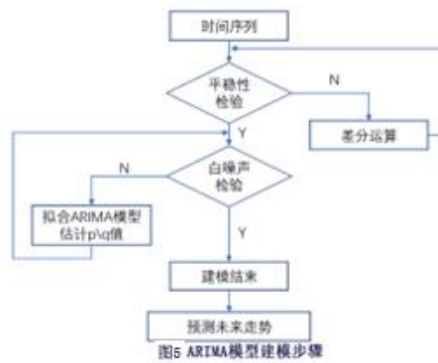 时间序列
平稳性
检验
N
Y
差分运算
白噪声
检验
N
拟合ARIMA模型
估计p\q值
Y
建模结束
预测未来走势
图5 ARIMA模型建模步骤